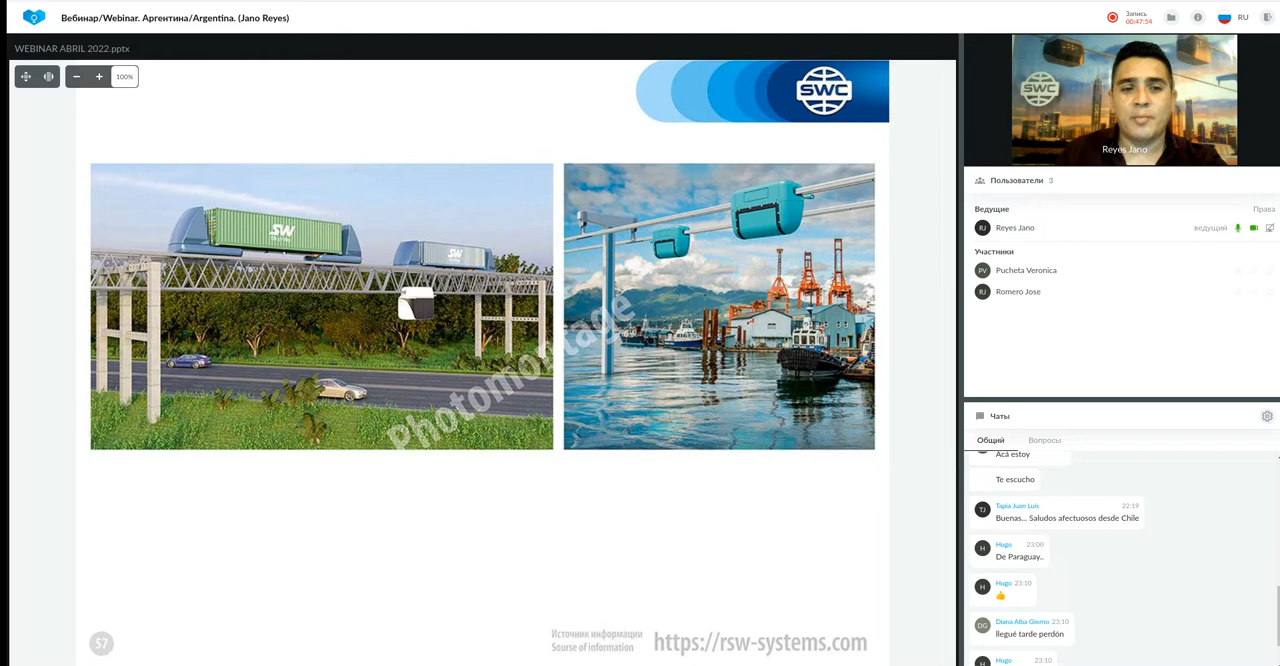 Вебинар/Webinar. Аргентина/Argentina. (Jano Reyes)
Запись
00:47:54
RU
WEBINAR ABRIL 2022.pptx
100%
SWC
SW
SW
Photomontage
57
Источник информации
Sourse of information
https://rsw-systems.com
SWC
Reyes Jano
Пользователи 3
Ведущие
Права
RJ
Reyes Jano
ведущий
Участники
PV
Pucheta Veronica
RJ
Romero Jose
Чаты
Общий
Вопросы
Acá estoy
Te escucho
TJ
Tapia Juan Luis
22:19
Buenas... Saludos afectuosos desde Chile
H
Hugo
23:00
De Paraguay..
H
Hugo 23:10
👍
DG
Diana Alba Giorno 23:10
llegué tarde perdón
H
Hugo
23:10